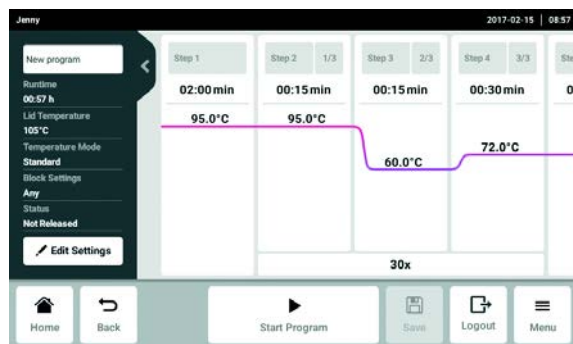 Jenny
2017-02-15 | 08:57
New program
Runtime
00:57 h
Lid Temperature
105°C
Temperature Mode
Standard
Block Settings
Any
Status
Not Released
Edit Settings
Step 1
Step 2 1/3
Step 3 2/3
Step 4 3/3
Ste
02:00 min
00:15 min
00:15 min
00:30 min
0
95.0°C
95.0°C
60.0°C
72.0°C
30x
Home
Back
Start Program
Save
Logout
Menu